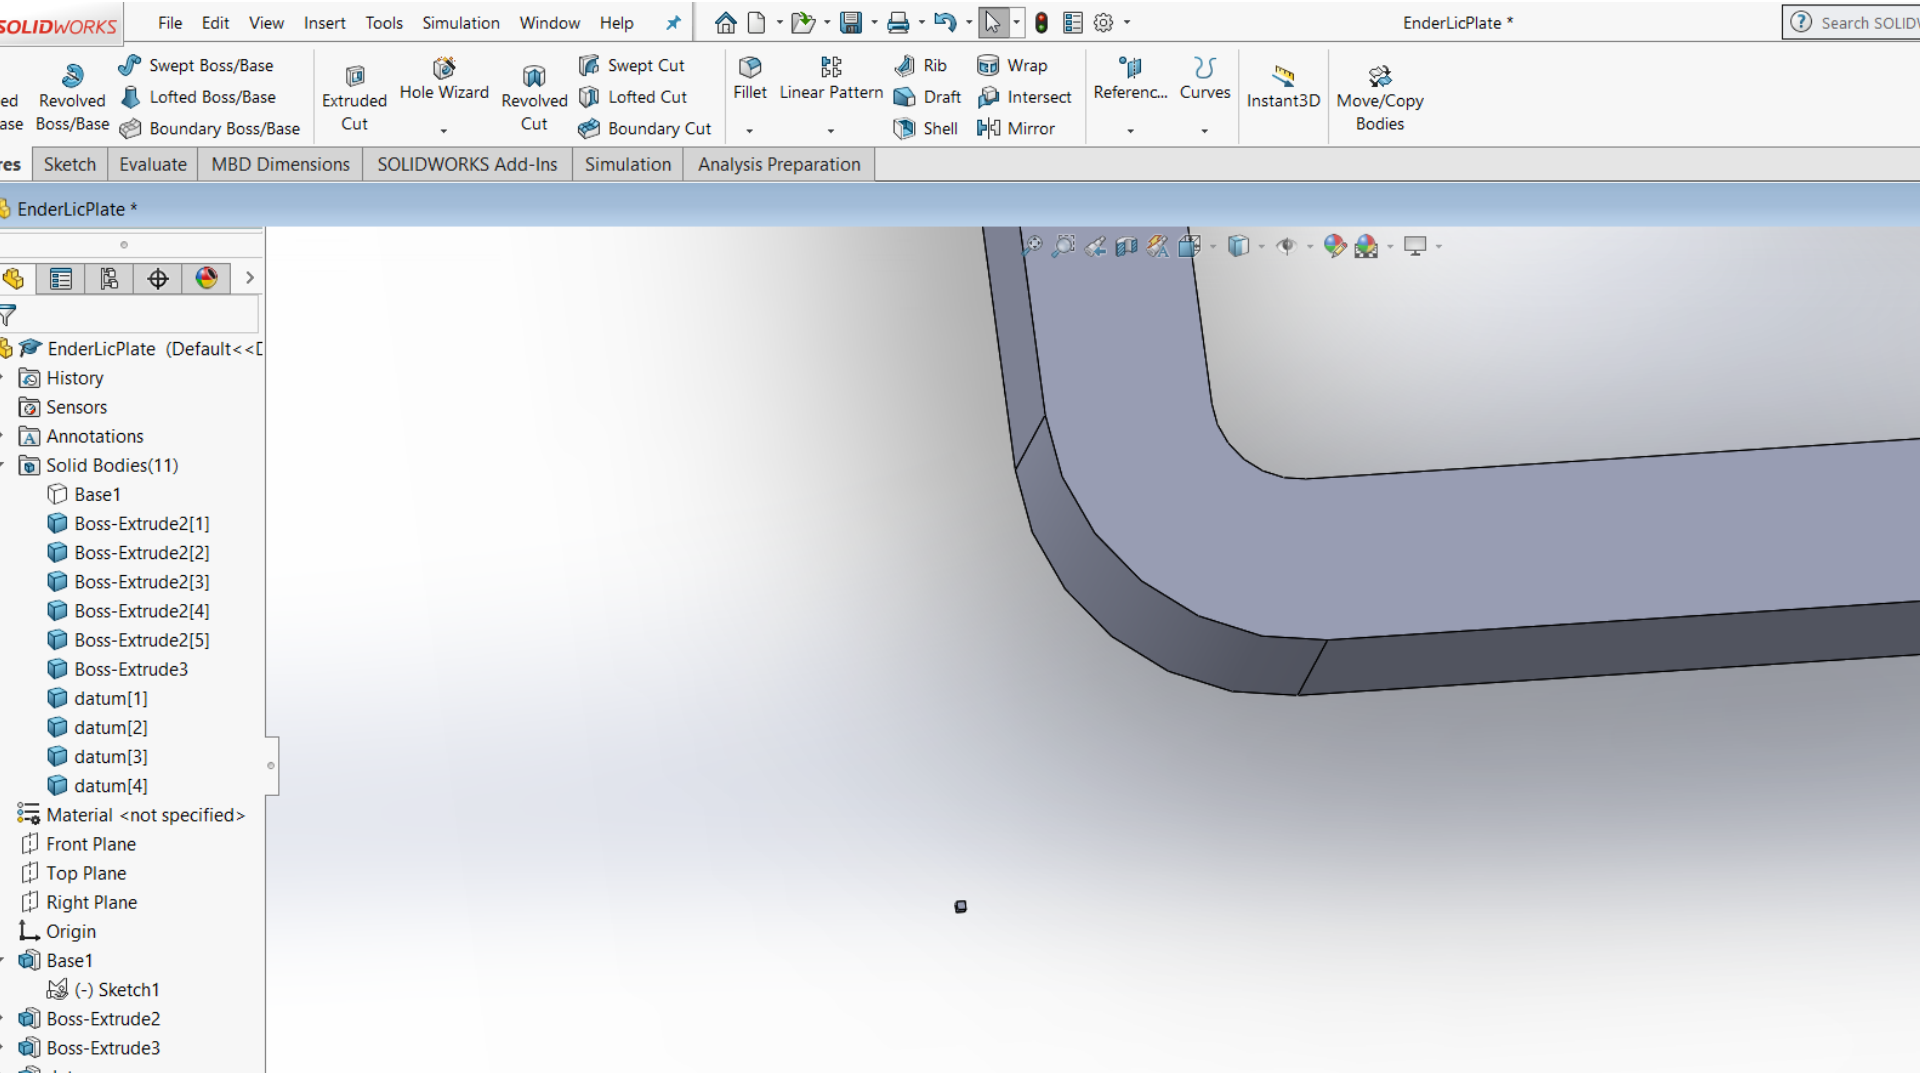 SOLIDWORKS File Edit View Insert Tools Simulation Window Help EnderLicPlate * Search SOLIDW
Swept Boss/Base Swept Cut Rib Wrap
ed Revolved Lofted Boss/Base Extruded Hole Wizard Revolved Lofted Cut Fillet Linear Pattern Draft Intersect Referenc... Curves Instant3D Move/Copy
ase Boss/Base Boundary Boss/Base Cut Cut Boundary Cut Shell Mirror Bodies
res Sketch Evaluate MBD Dimensions SOLIDWORKS Add-Ins Simulation Analysis Preparation
EnderLicPlate *
EnderLicPlate (Default<<D
History
Sensors
Annotations
Solid Bodies(11)
Base1
Boss-Extrude2[1]
Boss-Extrude2[2]
Boss-Extrude2[3]
Boss-Extrude2[4]
Boss-Extrude2[5]
Boss-Extrude3
datum[1]
datum[2]
datum[3]
datum[4]
Material <not specified>
Front Plane
Top Plane
Right Plane
Origin
Base1
(-) Sketch1
Boss-Extrude2
Boss-Extrude3